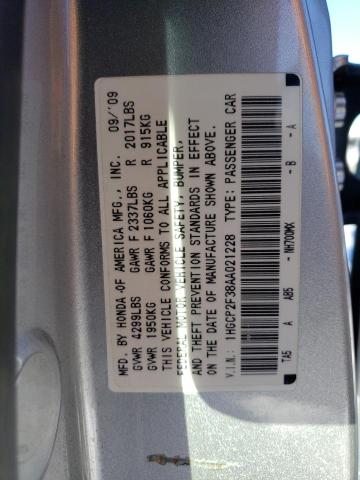 MFD. BY HONDA OF AMERICA MFG., INC. 09/'09
GVWR 4299LBS GAWR F 2337LBS R 2017LBS
GVWR 1950KG GAWR F 1060KG R 915KG
THIS VEHICLE CONFORMS TO ALL APPLICABLE
FEDERAL MOTOR VEHICLE SAFETY, BUMPER,
AND THEFT PREVENTION STANDARDS IN EFFECT
ON THE DATE OF MANUFACTURE SHOWN ABOVE.
V.I.N.: 1HGCP2F38AA021228 TYPE: PASSENGER CAR
TA5 A AB5 - NH700MX - B - A